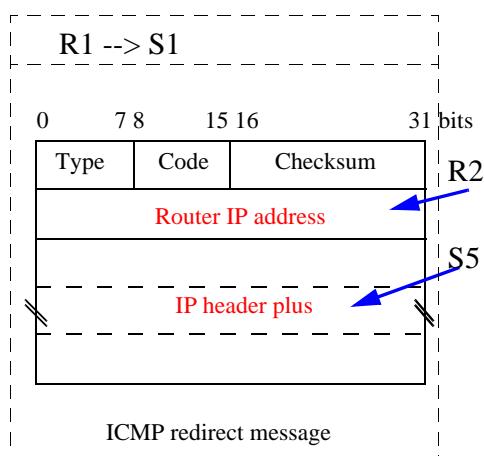 R1 --> S1
0 7 8 15 16 31 bits
Type Code Checksum
R2
Router IP address
S5
IP header plus
ICMP redirect message